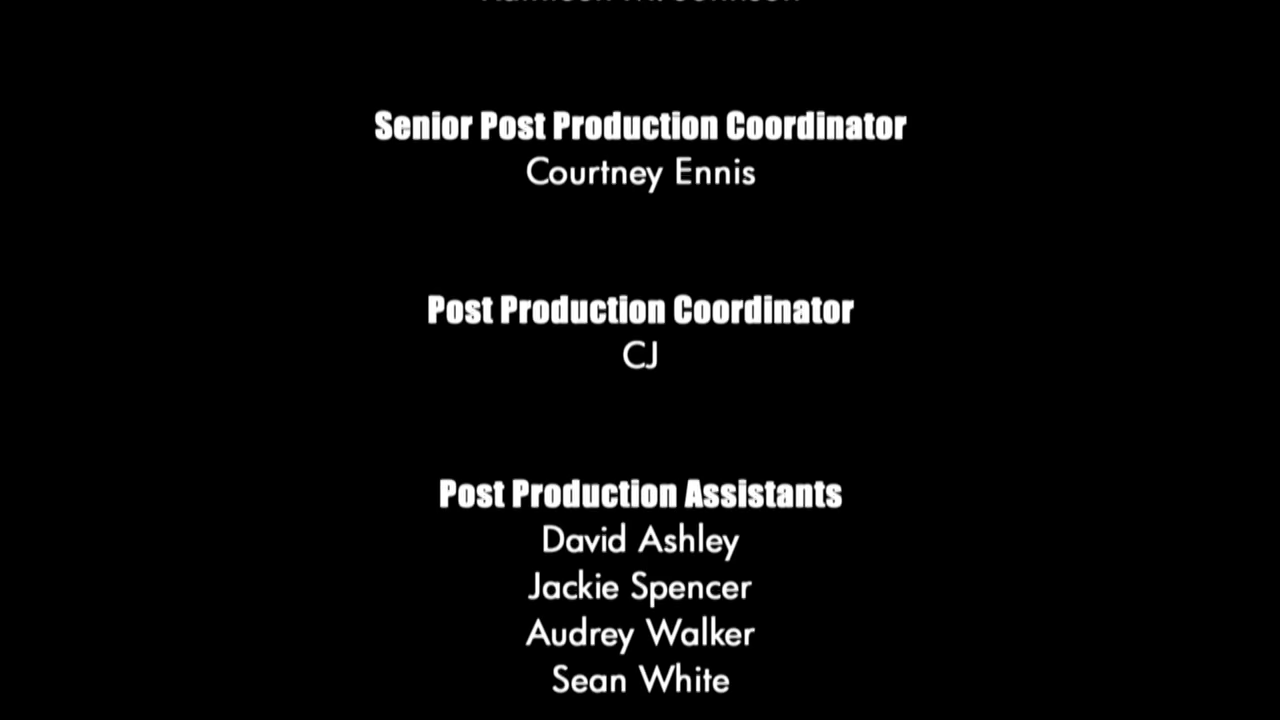 Senior Post Production Coordinator
Courtney Ennis
Post Production Coordinator
CJ
Post Production Assistants
David Ashley
Jackie Spencer
Audrey Walker
Sean White